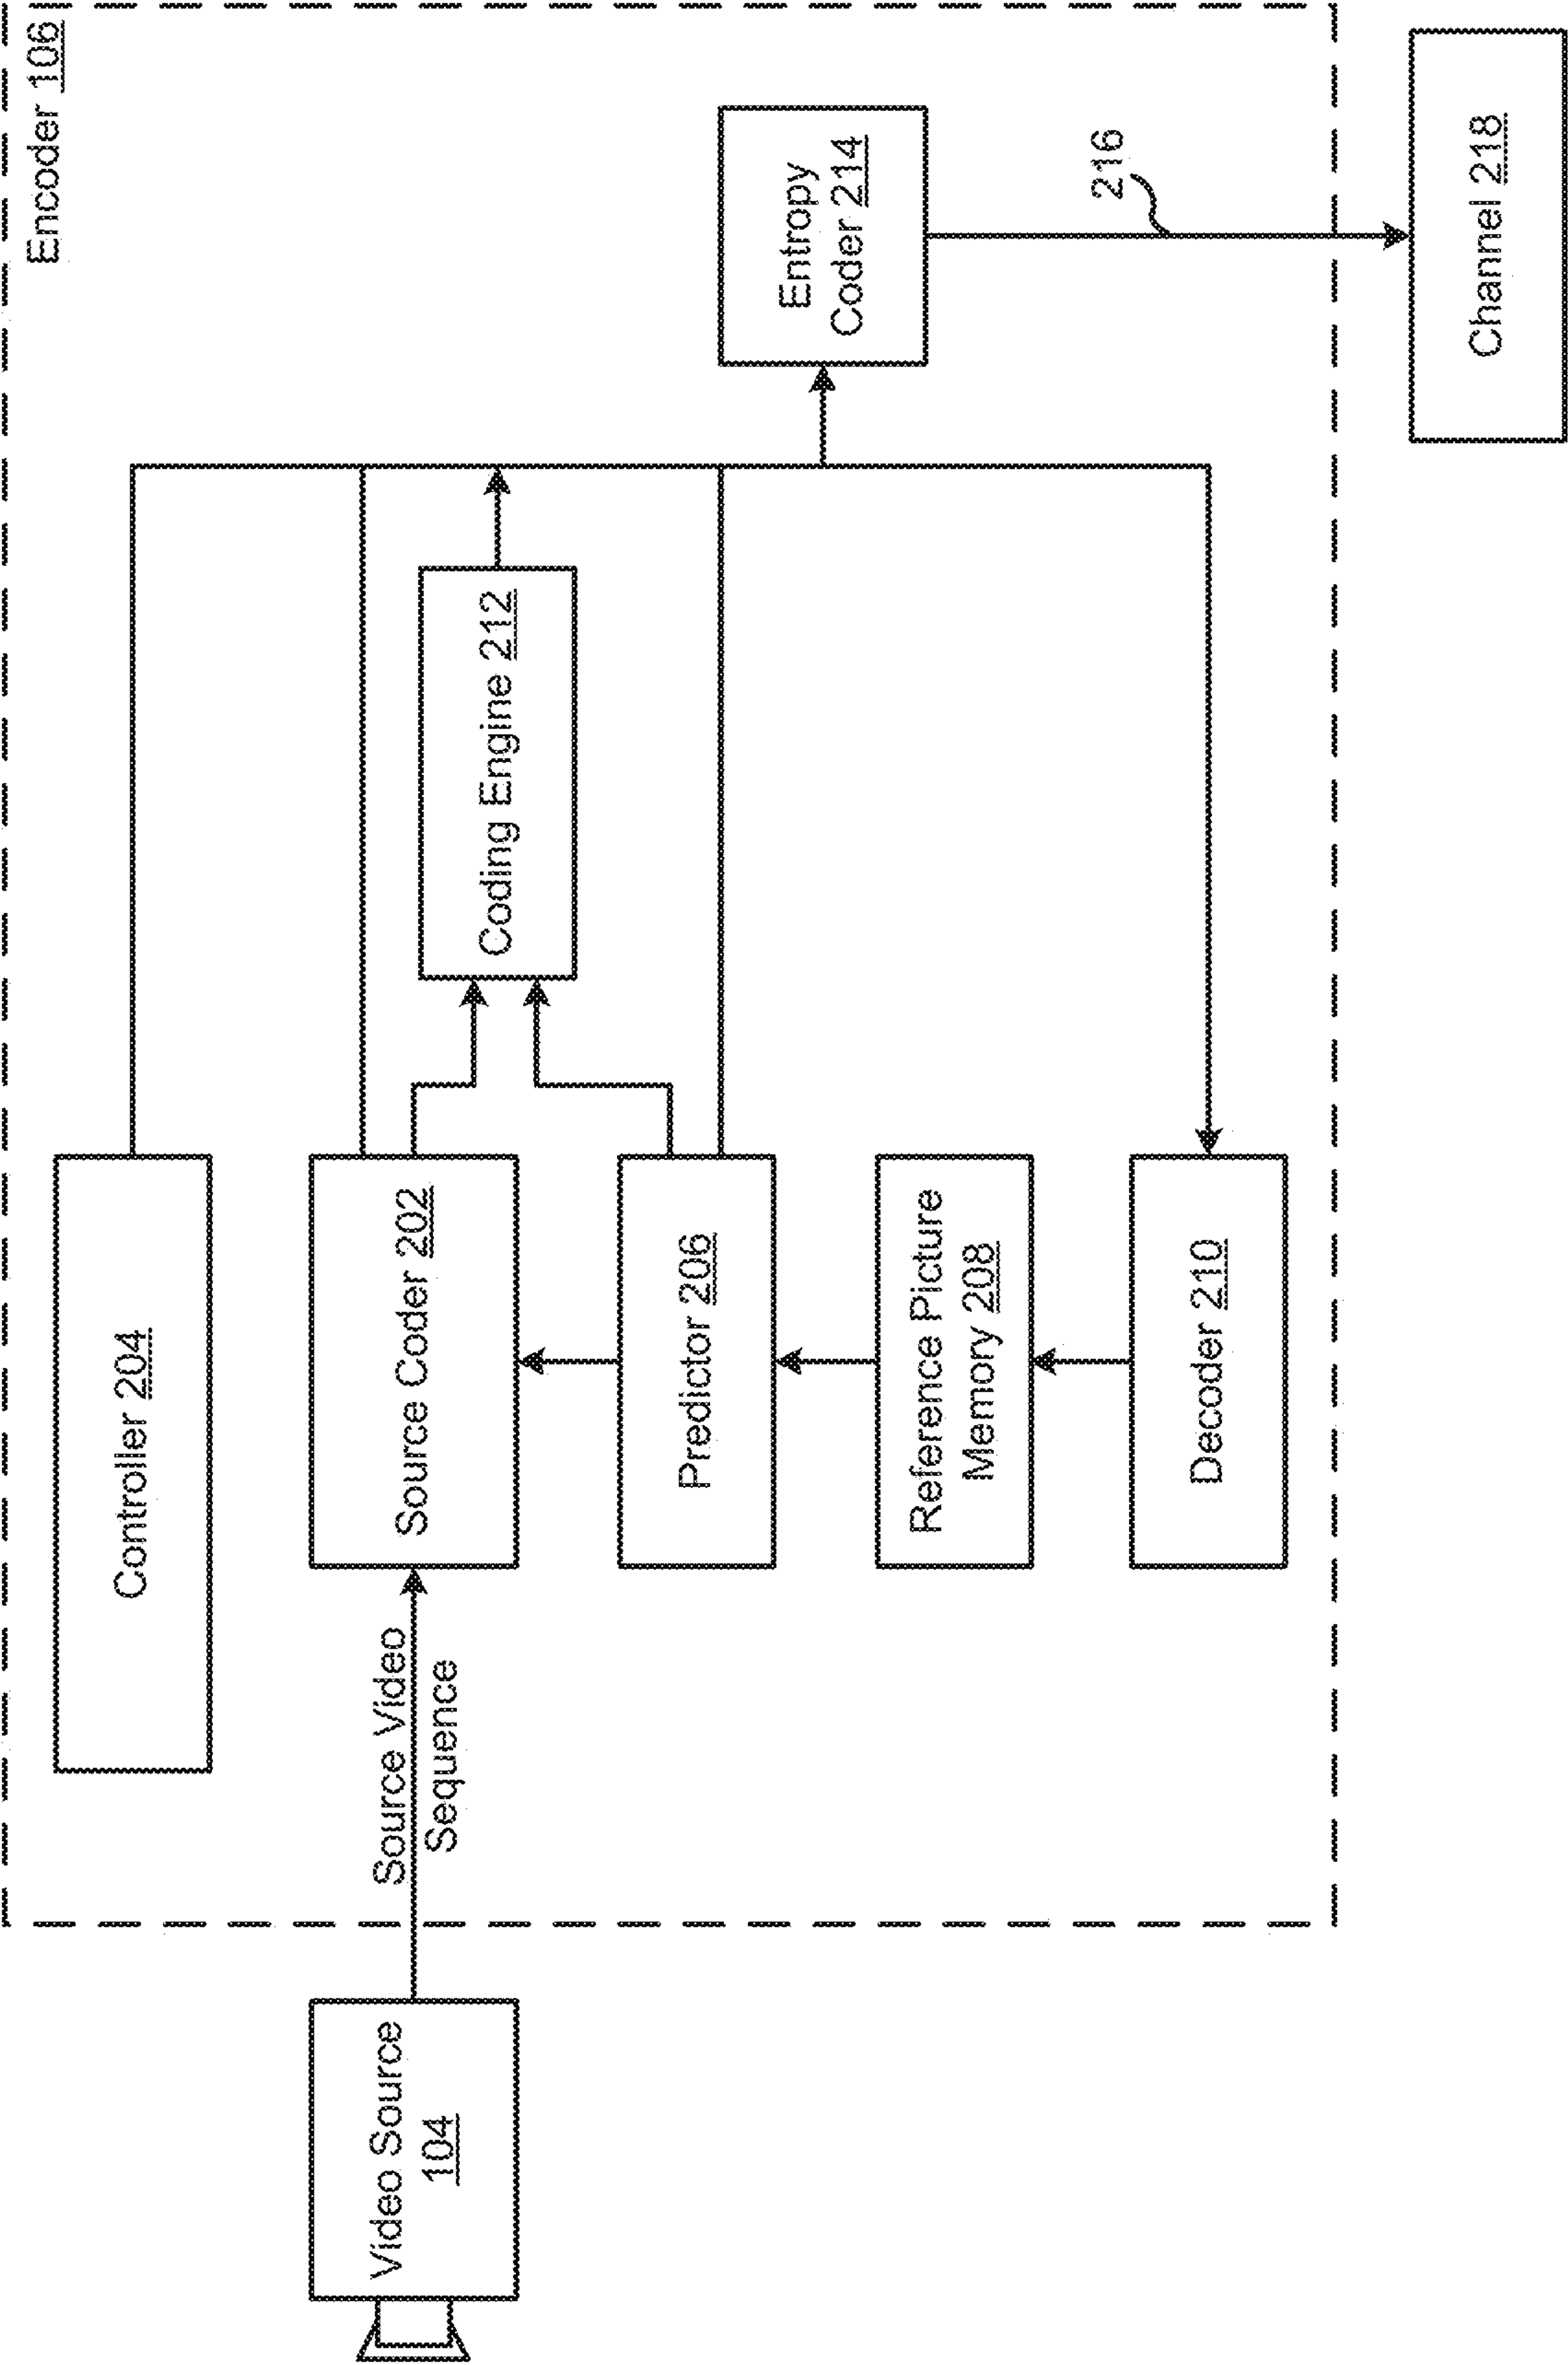 Encoder 106
Controller 204
Video Source
104
Source Video
Sequence
Source Coder 202
Coding Engine 212
Predictor 206
Entropy
Coder 214
Reference Picture
Memory 208
216
Decoder 210
Channel 218